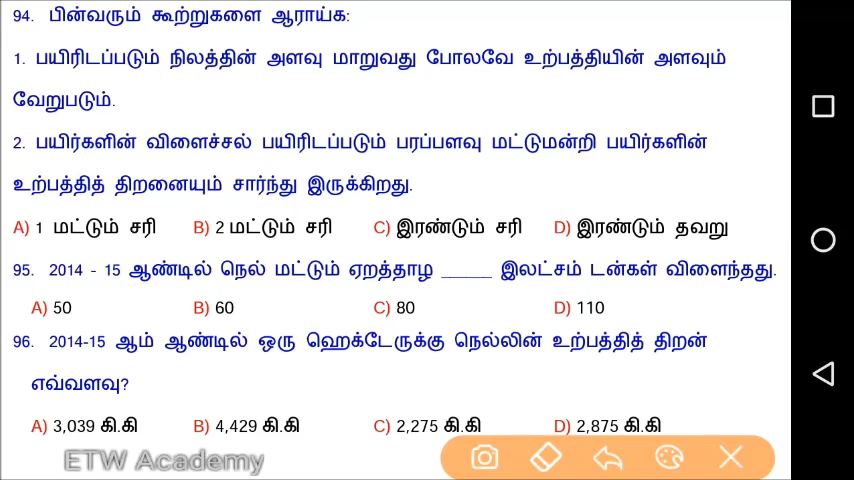 94. பின்வரும் கூற்றுகளை ஆராய்க:
1. பயிரிடப்படும் நிலத்தின் அளவு மாறுவது போலவே உற்பத்தியின் அளவும்
வேறுபடும்.
2. பயிர்களின் விளைச்சல் பயிரிடப்படும் பரப்பளவு மட்டுமன்றி பயிர்களின்
உற்பத்தித் திறனையும் சார்ந்து இருக்கிறது.
A) 1 மட்டும் சரி B) 2 மட்டும் சரி C) இரண்டும் சரி D) இரண்டும் தவறு
95. 2014 - 15 ஆண்டில் நெல் மட்டும் ஏறத்தாழ _____ இலட்சம் டன்கள் விளைந்தது.
A) 50 B) 60 C) 80 D) 110
96. 2014-15 ஆம் ஆண்டில் ஒரு ஹெக்டேருக்கு நெல்லின் உற்பத்தித் திறன்
எவ்வளவு?
A) 3,039 கி.கி B) 4,429 கி.கி C) 2,275 கி.கி D) 2,875 கி.கி
ETW Academy